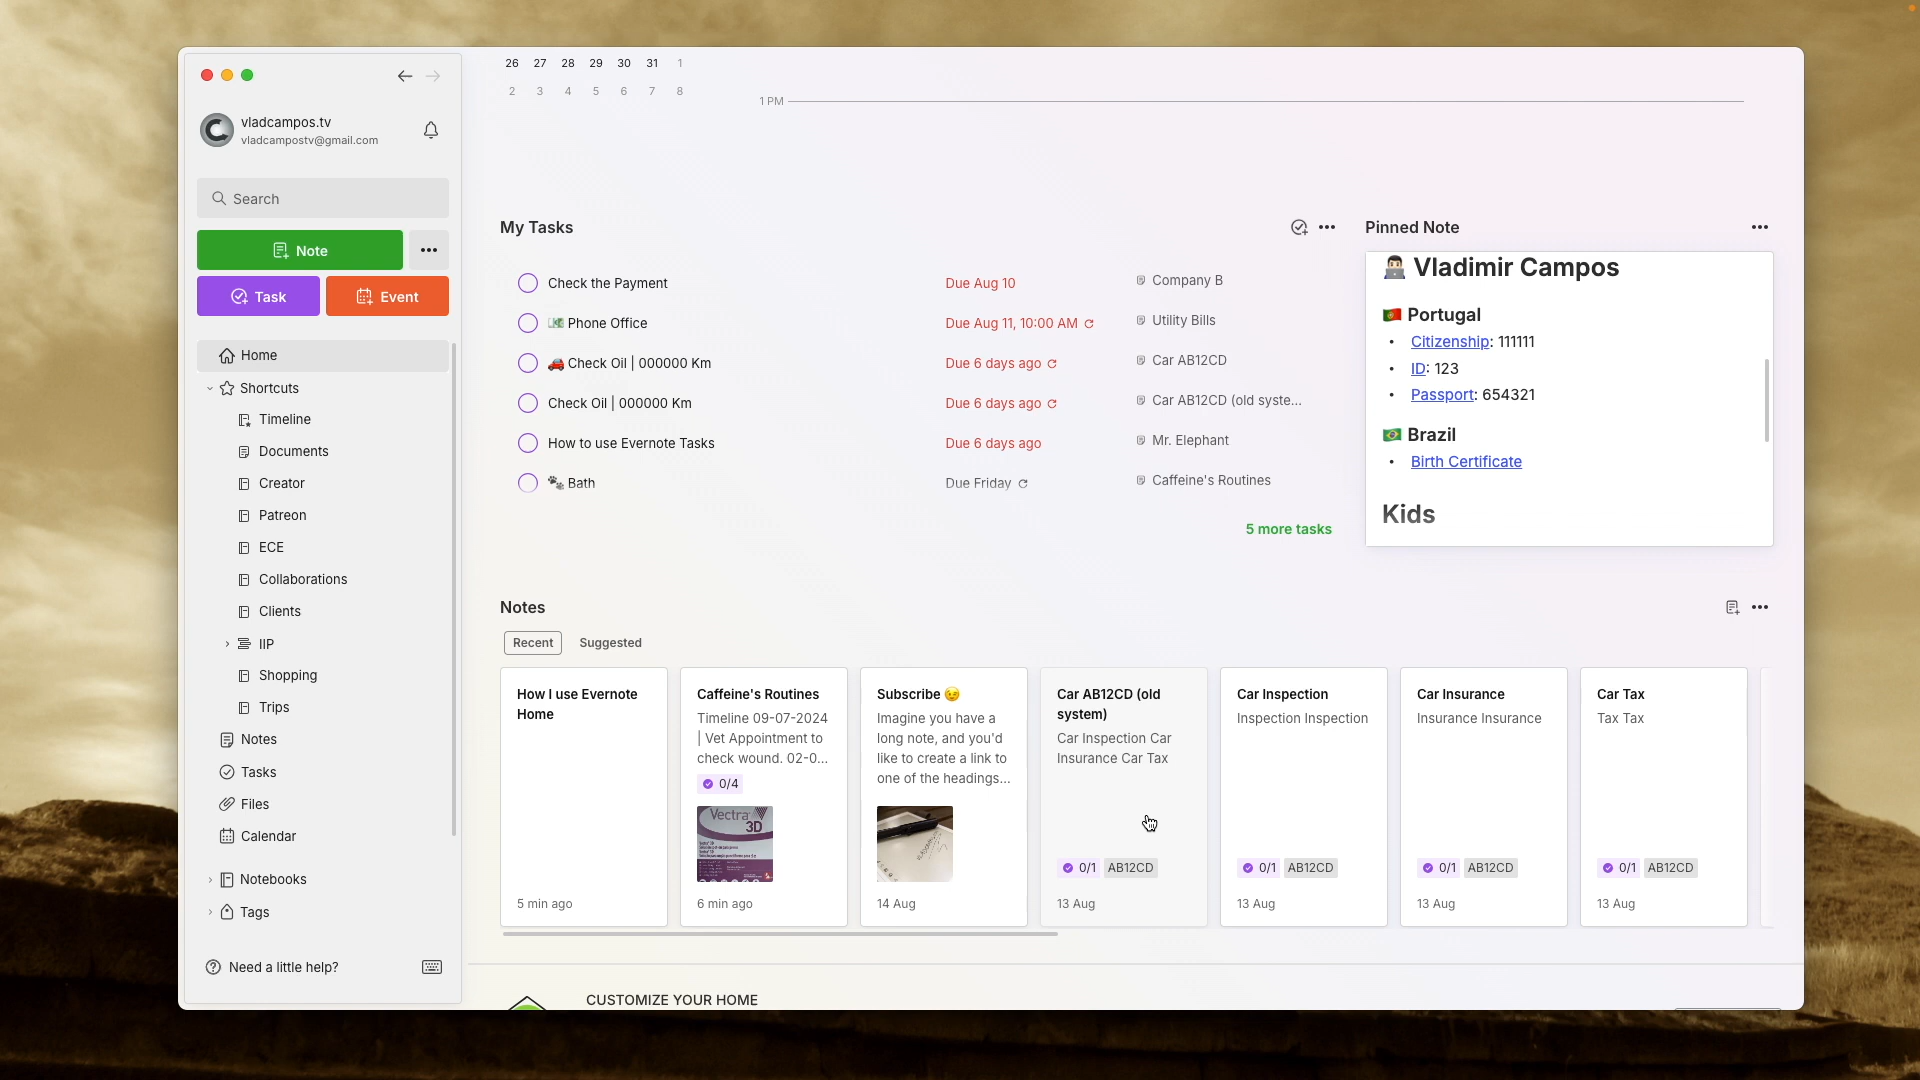 vladcampos.tv
vladcampostv@gmail.com
Search
Note
Task
Event
Home
Shortcuts
Timeline
Documents
Creator
Patreon
ECE
Collaborations
Clients
IIP
Shopping
Trips
Notes
Tasks
Files
Calendar
Notebooks
Tags
Need a little help?
26 27 28 29 30 31 1
2 3 4 5 6 7 8
1 PM
My Tasks
Check the Payment Due Aug 10 Company B
Phone Office Due Aug 11, 10:00 AM Utility Bills
Check Oil | 000000 Km Due 6 days ago Car AB12CD
Check Oil | 000000 Km Due 6 days ago Car AB12CD (old syste...
How to use Evernote Tasks Due 6 days ago Mr. Elephant
Bath Due Friday Caffeine's Routines
5 more tasks
Pinned Note
Vladimir Campos
Portugal
• Citizenship: 111111
• ID: 123
• Passport: 654321
Brazil
• Birth Certificate
Kids
Notes
Recent Suggested
How I use Evernote
Home
5 min ago
Caffeine's Routines
Timeline 09-07-2024
| Vet Appointment to
check wound. 02-0...
0/4
Vectra
3D
6 min ago
Subscribe 😉
Imagine you have a
long note, and you'd
like to create a link to
one of the headings...
14 Aug
Car AB12CD (old
system)
Car Inspection Car
Insurance Car Tax
0/1 AB12CD
13 Aug
Car Inspection
Inspection Inspection
0/1 AB12CD
13 Aug
Car Insurance
Insurance Insurance
0/1 AB12CD
13 Aug
Car Tax
Tax Tax
0/1 AB12CD
13 Aug
CUSTOMIZE YOUR HOME